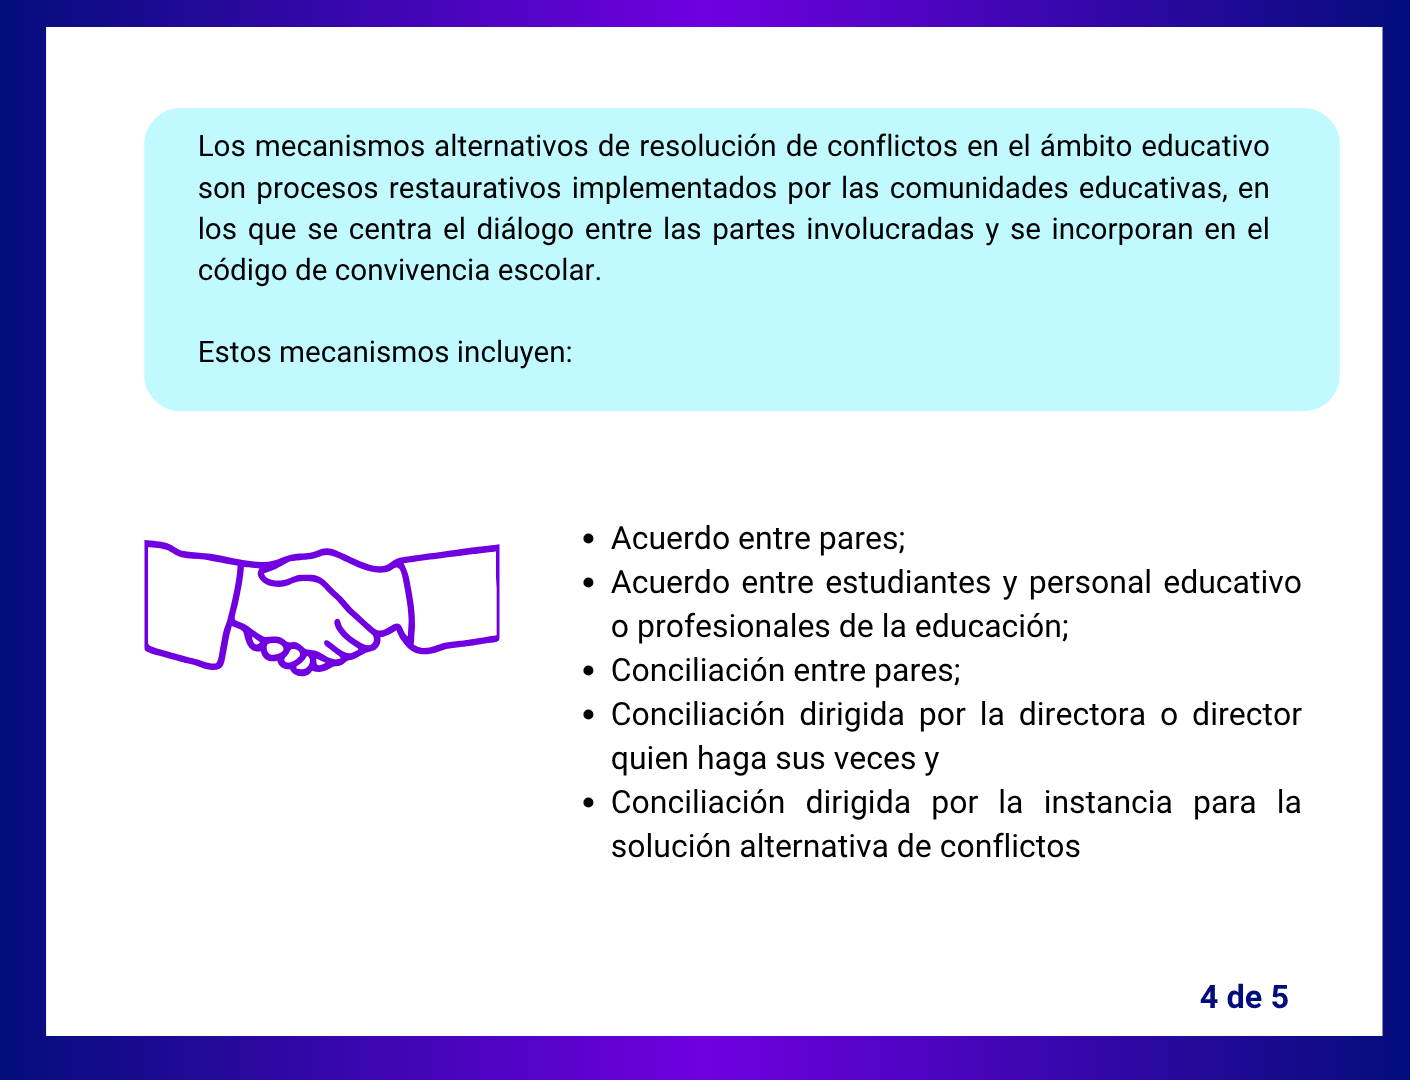 Los mecanismos alternativos de resolución de conflictos en el ámbito educativo
son procesos restaurativos implementados por las comunidades educativas, en
los que se centra el diálogo entre las partes involucradas y se incorporan en el
código de convivencia escolar.
Estos mecanismos incluyen:
• Acuerdo entre pares;
• Acuerdo entre estudiantes y personal educativo
o profesionales de la educación;
• Conciliación entre pares;
• Conciliación dirigida por la directora o director
quien haga sus veces y
• Conciliación dirigida por la instancia para la
solución alternativa de conflictos
4 de 5